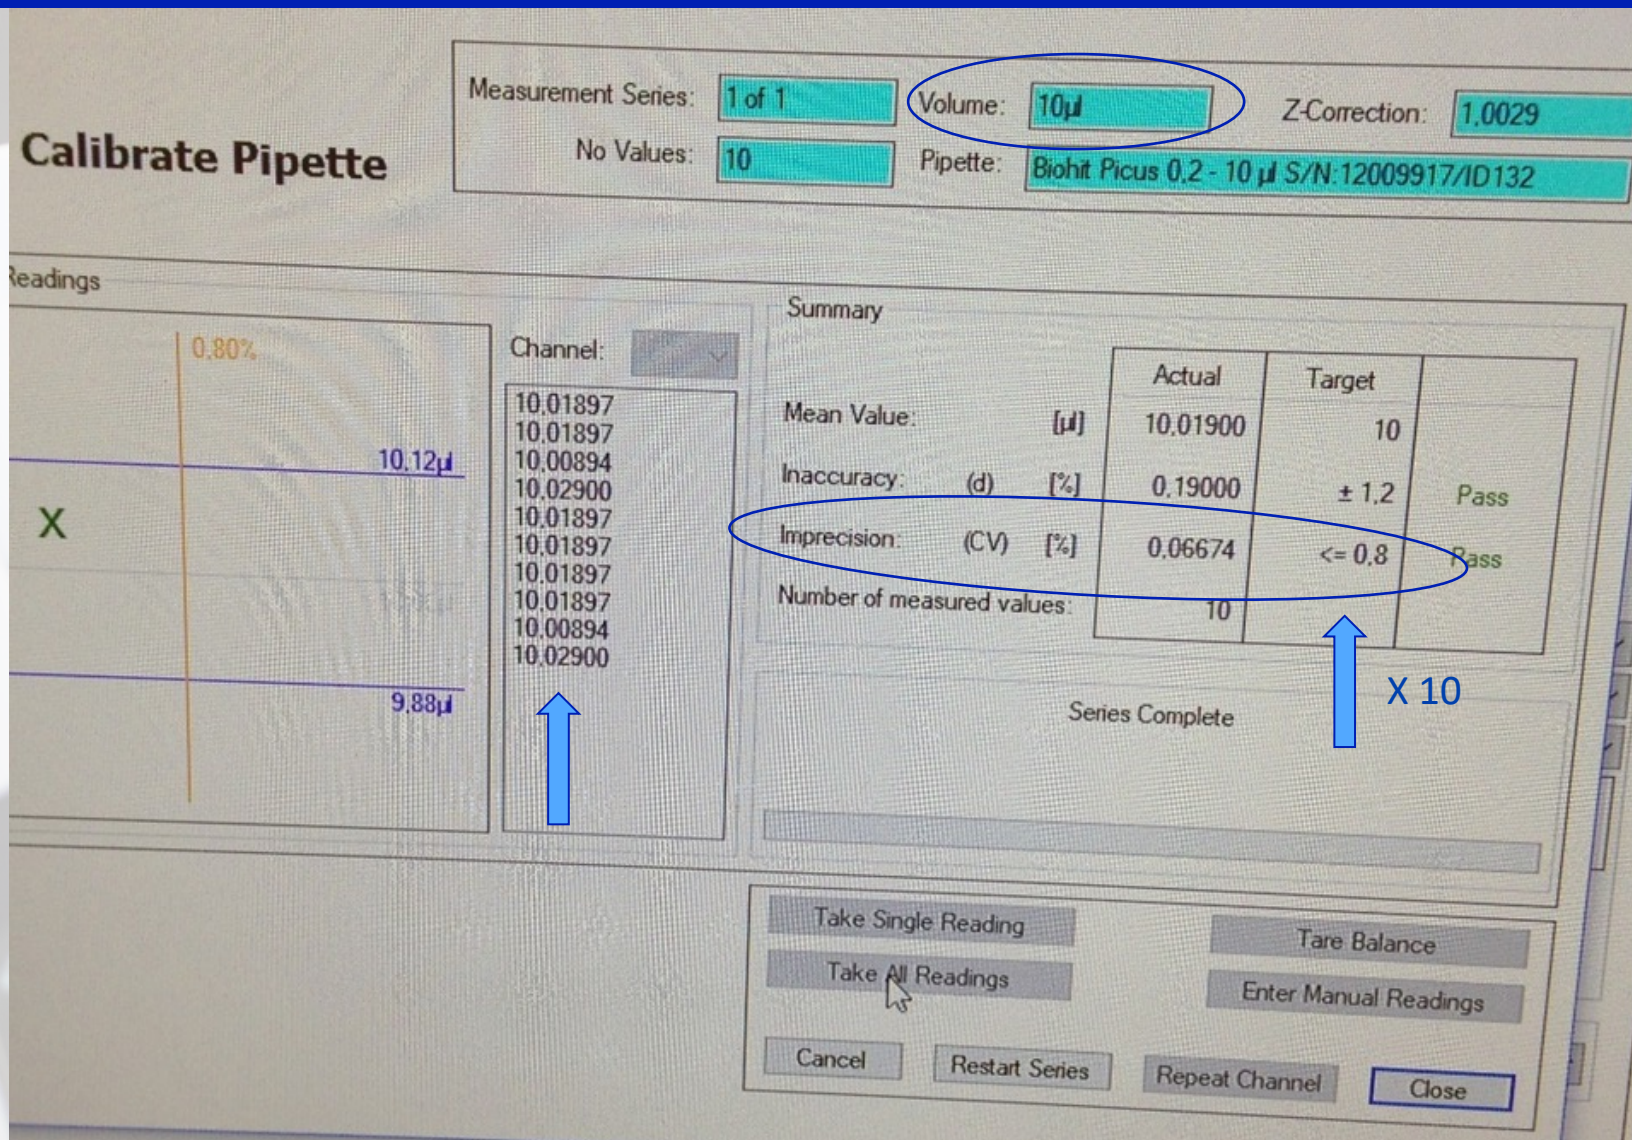 Measurement Series: 1 of 1 Volume: 10µl Z-Correction: 1,0029
Calibrate Pipette
No Values: 10 Pipette: Biohit Picus 0,2 - 10 µl S/N:12009917/ID132
Readings
0,80%
10,12µl
X
9,88µl
Channel:
10,01897
10,01897
10,00894
10,02900
10,01897
10,01897
10,01897
10,01897
10,00894
10,02900
Summary
Actual Target
Mean Value: [µl] 10,01900 10
Inaccuracy: (d) [%] 0,19000 ± 1,2 Pass
Imprecision: (CV) [%] 0,06674 <= 0,8 Pass
Number of measured values: 10
X 10
Series Complete
Take Single Reading Tare Balance
Take All Readings Enter Manual Readings
Cancel Restart Series Repeat Channel Close